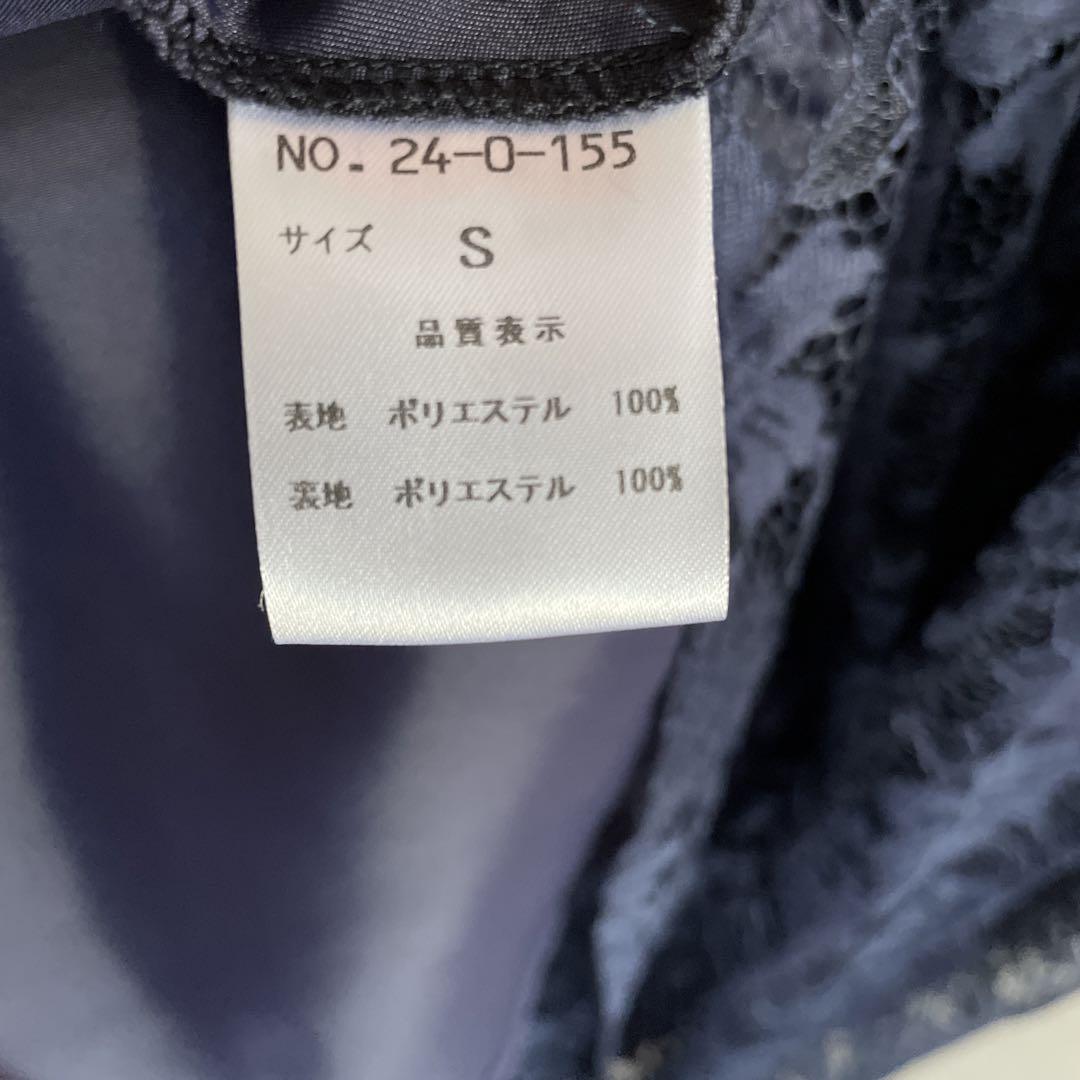 NO. 24-0-155
サイズ S
品質表示
表地 ポリエステル 100%
裏地 ポリエステル 100%